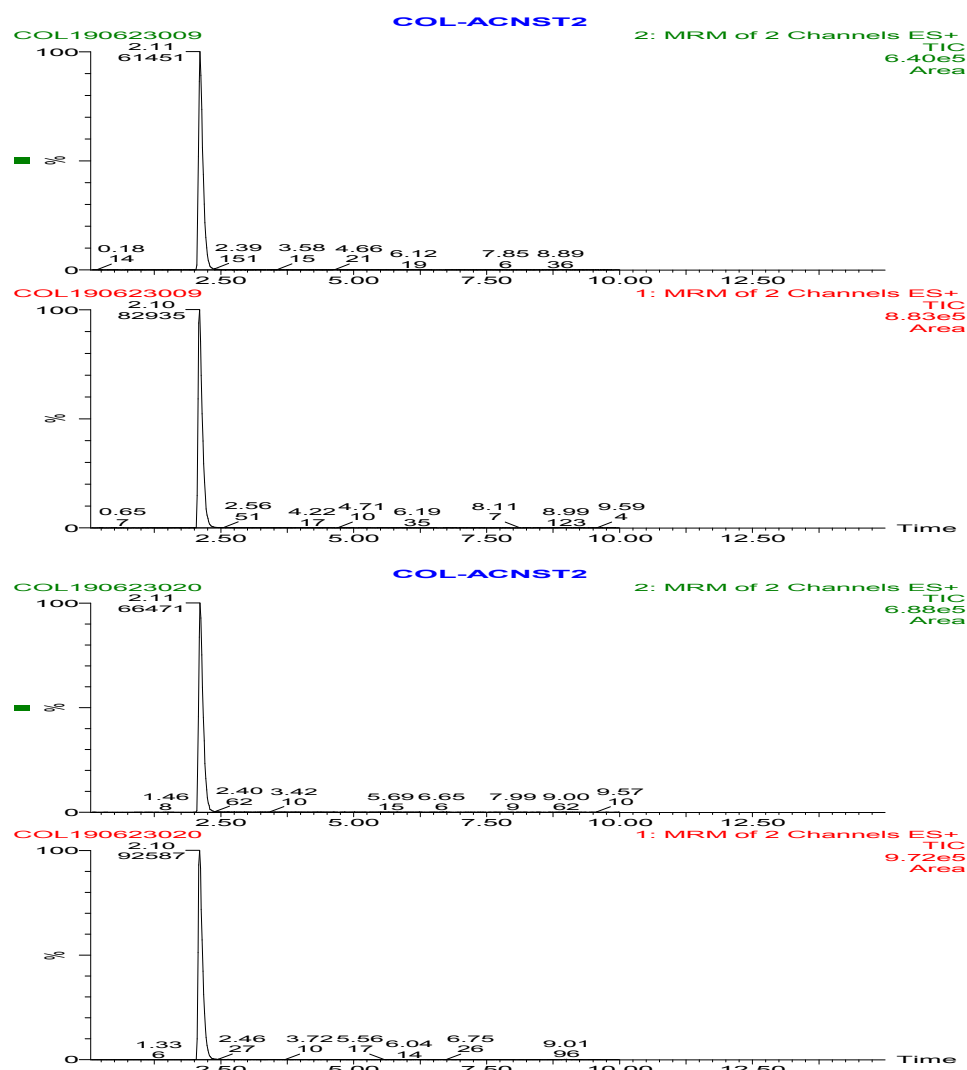 COL-ACNST2
COL190623009
2: MRM of 2 Channels ES+
TIC
6.40e5
Area
100
2.11
61451
%
0.18
14
2.39
151
3.58
15
4.66
21
6.12
19
7.85
6
8.89
36
0
2.50 5.00 7.50 10.00 12.50
COL190623009
1: MRM of 2 Channels ES+
TIC
8.83e5
Area
100
2.10
82935
%
0.65
7
2.56
51
4.22
17
4.71
10
6.19
35
8.11
7
8.99
123
9.59
4
0
Time
2.50 5.00 7.50 10.00 12.50
COL-ACNST2
COL190623020
2: MRM of 2 Channels ES+
TIC
6.88e5
Area
100
2.11
66471
%
1.46
8
2.40
62
3.42
10
5.69
15
6.65
6
7.99
9
9.00
62
9.57
10
0
2.50 5.00 7.50 10.00 12.50
COL190623020
1: MRM of 2 Channels ES+
TIC
9.72e5
Area
100
2.10
92587
%
1.33
6
2.46
27
3.72
10
5.56
17
6.04
14
6.75
26
9.01
96
0
Time
2.50 5.00 7.50 10.00 12.50